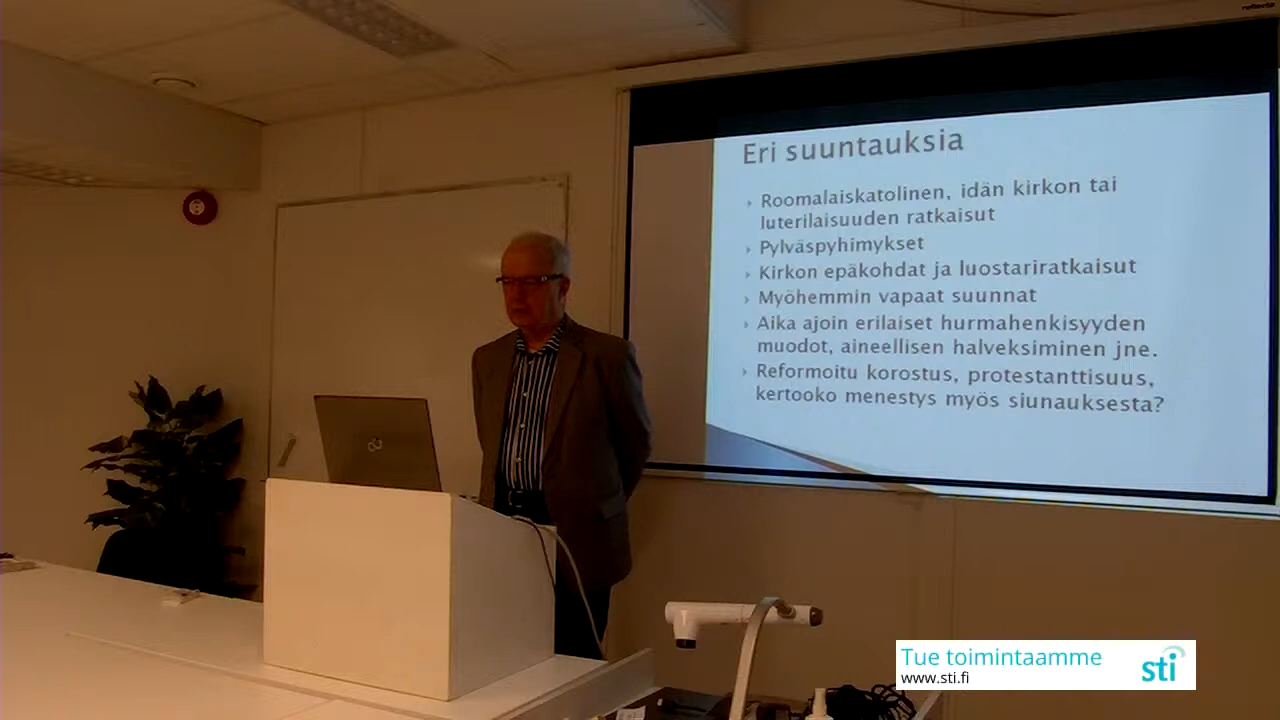 Eri suuntauksia
Roomalaiskatolinen, idän kirkon tai
luterilaisuuden ratkaisut
Pylväspyhimykset
Kirkon epäkohdat ja luostariratkaisut
Myöhemmin vapaat suunnat
Aika ajoin erilaiset hurmahenkisyyden
muodot, aineellisen halveksiminen jne.
Reformoitu korostus, protestanttisuus,
kertooko menestys myös siunauksesta?
Tue toimintaamme
www.sti.fi
sti